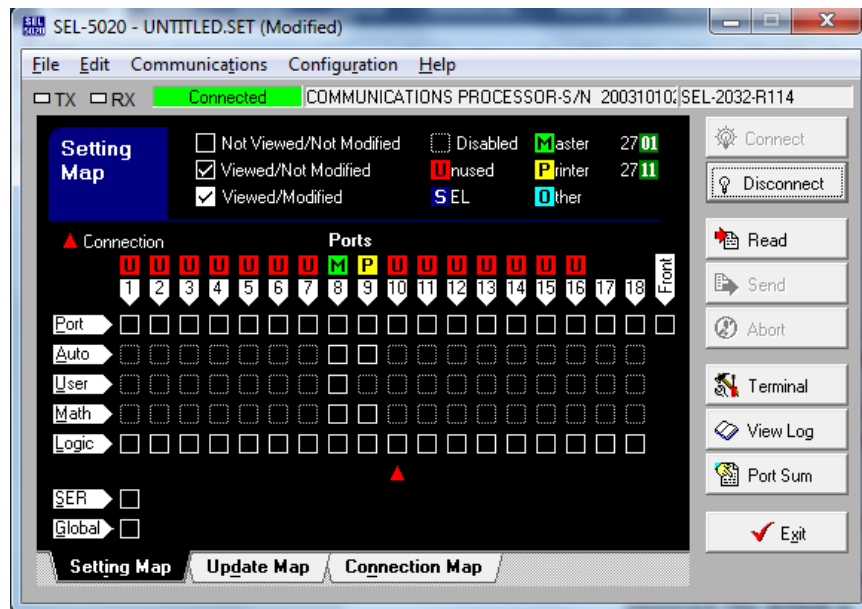 SEL 5020 SEL-5020 - UNTITLED.SET (Modified)
File Edit Communications Configuration Help
TX RX Connected COMMUNICATIONS PROCESSOR-S/N 20031010 SEL-2032-R114
Setting Map
Not Viewed/Not Modified
Viewed/Not Modified
Viewed/Modified
Disabled
Unused
SEL
Master
Printer
Other
27 01
27 11
Connection
Ports
U U U U U U U M P U U U U U U U
1 2 3 4 5 6 7 8 9 10 11 12 13 14 15 16 17 18 Front
Port
Auto
User
Math
Logic
SER
Global
Setting Map Update Map Connection Map
Connect
Disconnect
Read
Send
Abort
Terminal
View Log
Port Sum
Exit